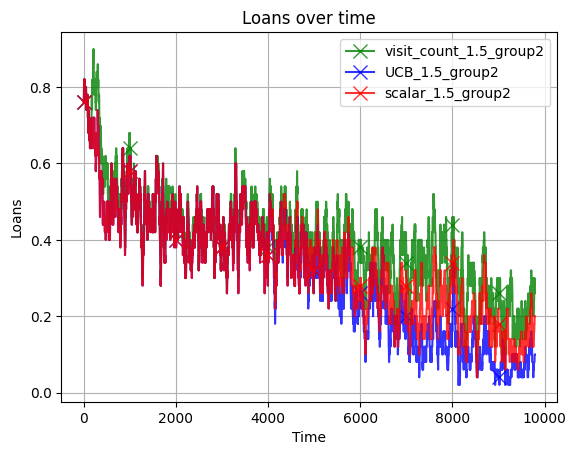 Loans over time
visit_count_1.5_group2
UCB_1.5_group2
scalar_1.5_group2
Loans
0.8
0.6
0.4
0.2
0.0
0
2000
4000
6000
8000
10000
Time